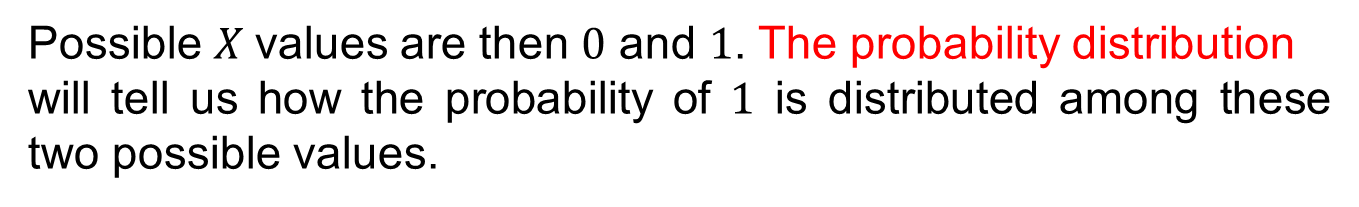 Possible X values are then 0 and 1. The probability distribution
will tell us how the probability of 1 is distributed among these
two possible values.